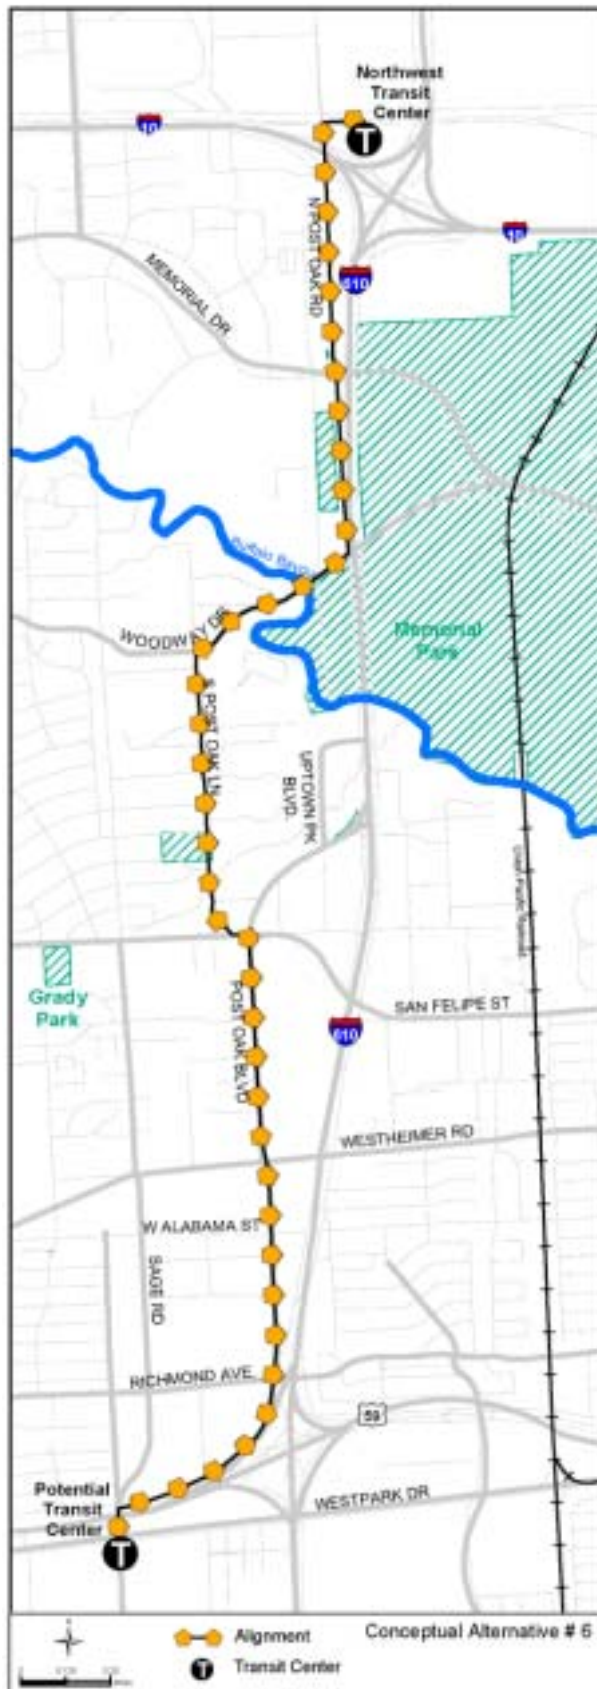 Northwest
Transit
Center
T
10
N POST OAK RD
10
610
MEMORIAL DR
Buffalo Bayou
WOODWAY DR
Memorial
Park
S POST OAK LN
UPTOWN PK
BLVD.
Grady
Park
POST OAK BLVD
SAN FELIPE ST
610
WESTHEIMER RD
W ALABAMA ST
SAGE RD
RICHMOND AVE
59
Potential
Transit
Center
WESTPARK DR
T
Conceptual Alternative # 6
Alignment
T
Transit Center